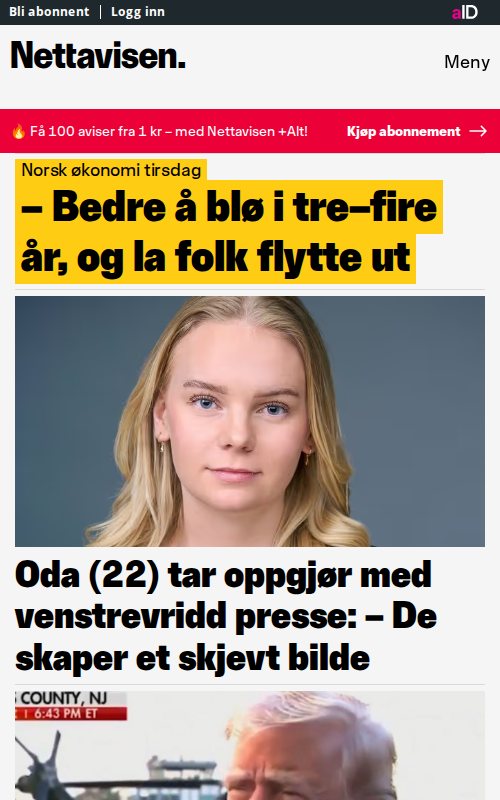 Bli abonnent | Logg inn
aID
Nettavisen.
Meny
🔥 Få 100 aviser fra 1 kr – med Nettavisen +Alt!
Kjøp abonnement →
Norsk økonomi tirsdag
– Bedre å blø i tre–fire
år, og la folk flytte ut
Oda (22) tar oppgjør med
venstrevridd presse: – De
skaper et skjevt bilde
COUNTY, NJ
6:43 PM ET